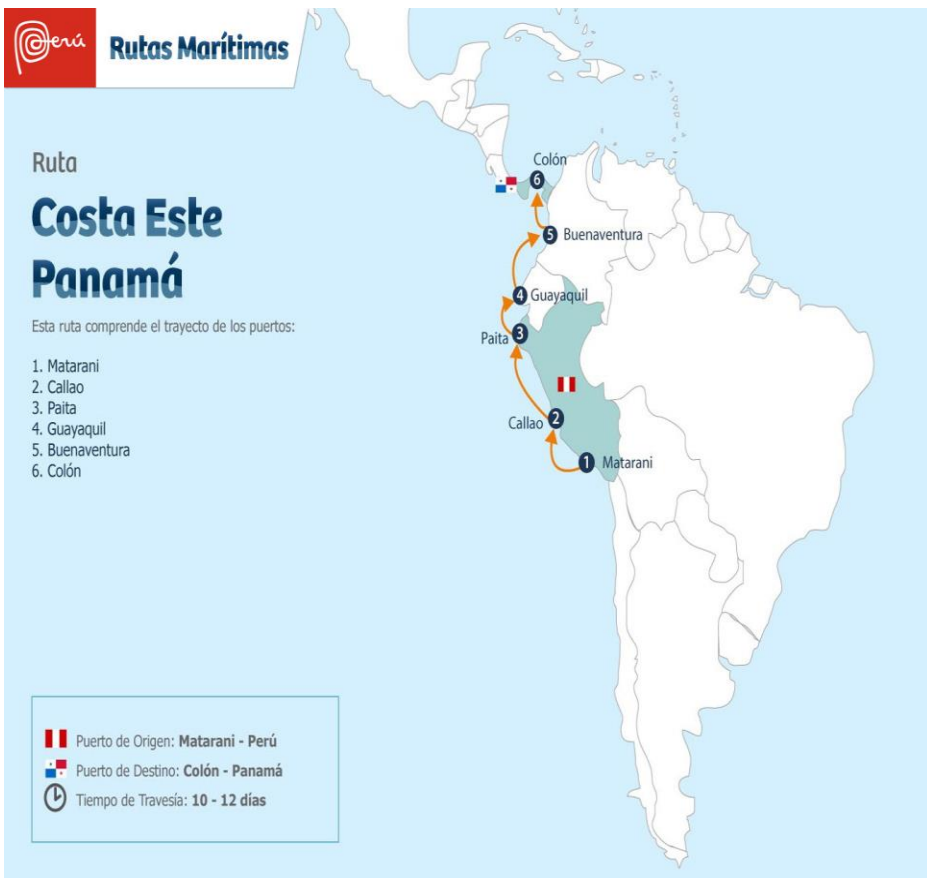 Perú
Rutas Marítimas
Ruta
Costa Este
Panamá
Esta ruta comprende el trayecto de los puertos:
1. Matarani
2. Callao
3. Paita
4. Guayaquil
5. Buenaventura
6. Colón
Colón
6
5 Buenaventura
4 Guayaquil
Paita 3
Callao 2
1 Matarani
Puerto de Origen: Matarani - Perú
Puerto de Destino: Colón - Panamá
Tiempo de Travesía: 10 - 12 días